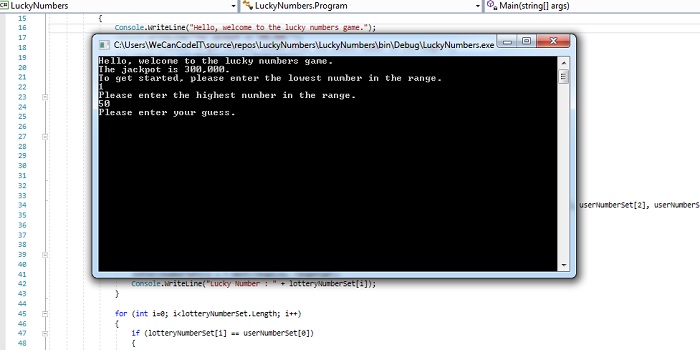 LuckyNumbers
LuckyNumbers.Program
Main(string[] args)
15 {
16 Console.WriteLine("Hello, welcome to the lucky numbers game.");
17
C:\Users\WeCanCodeIT\source\repos\LuckyNumbers\LuckyNumbers\bin\Debug\LuckyNumbers.exe
Hello, welcome to the lucky numbers game.
The jackpot is 300,000.
To get started, please enter the lowest number in the range.
1
Please enter the highest number in the range.
50
Please enter your guess.
18
19
20
21
22
23
24
25
26
27
28
29
30
31
32
33
34 userNumberSet[2], userNumberS
35
36
37
38
39
40
41
42 Console.WriteLine("Lucky Number : " + lotteryNumberSet[i]);
43 }
44
45 for (int i=0; i<lotteryNumberSet.Length; i++)
46 {
47 if (lotteryNumberSet[i] == userNumberSet[0])
48 {